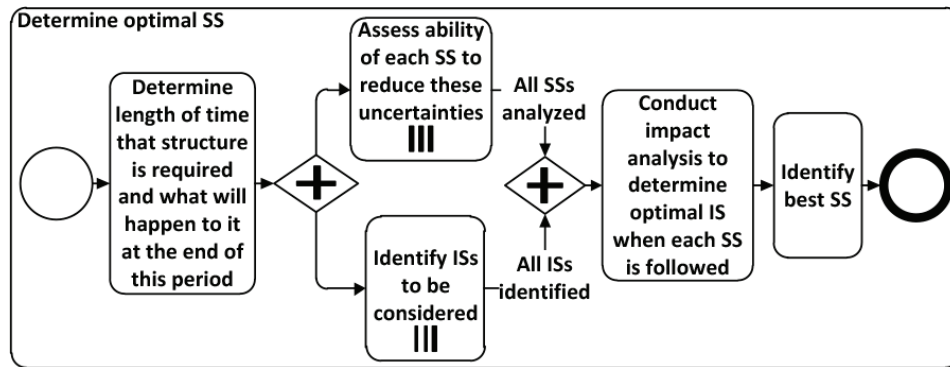 Determine optimal SS
Determine
length of time
that structure
is required
and what will
happen to it
at the end of
this period
Assess ability
of each SS to
reduce these
uncertainties
All SSs
analyzed
Identify ISs
to be
considered
All ISs
identified
Conduct
impact
analysis to
determine
optimal IS
when each SS
is followed
Identify
best SS